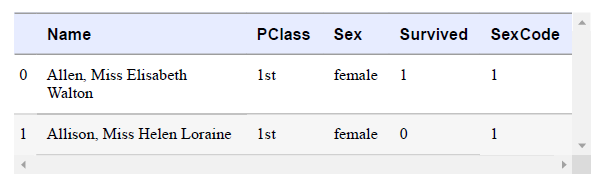 Name PClass Sex Survived SexCode
0 Allen, Miss Elisabeth Walton 1st female 1 1
1 Allison, Miss Helen Loraine 1st female 0 1